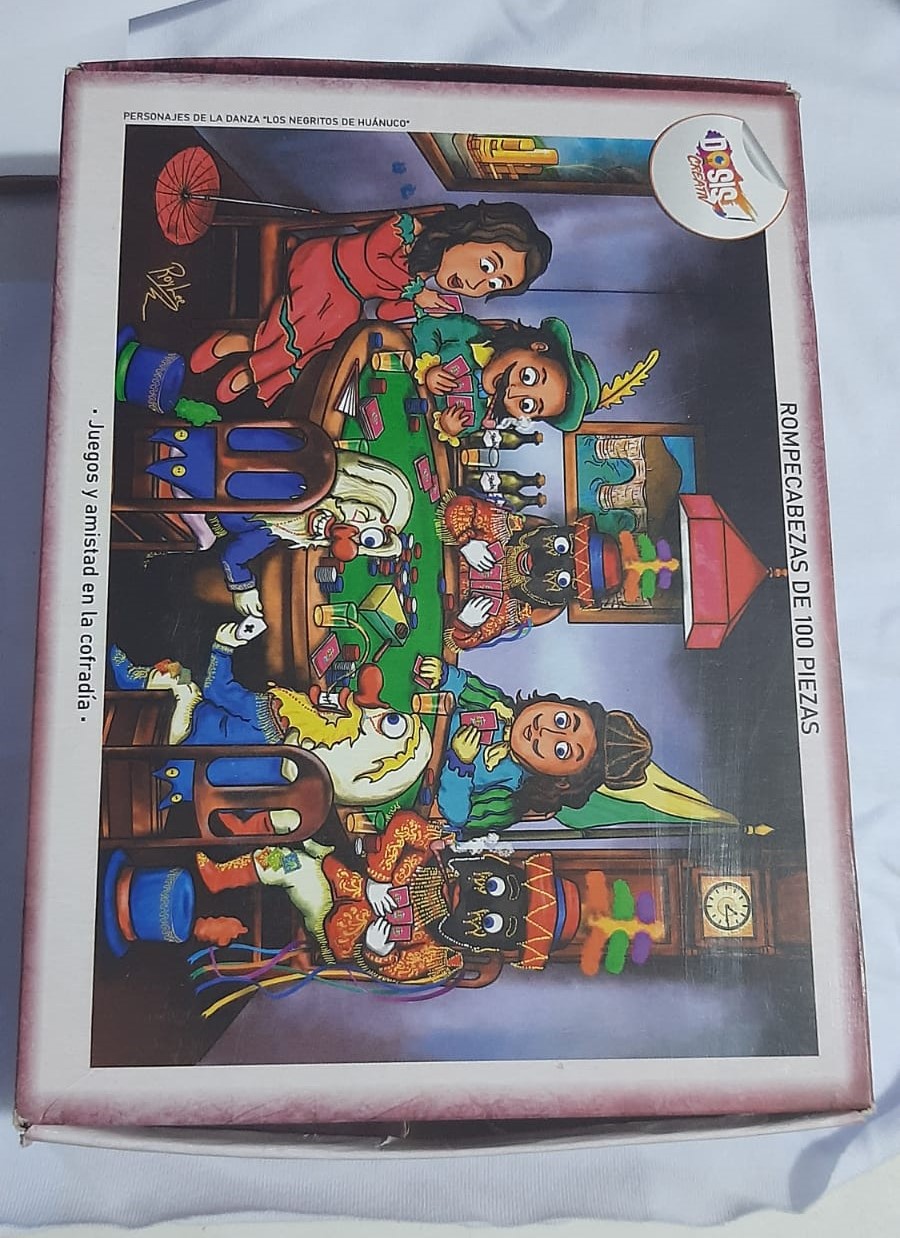 ROMPECABEZAS DE 100 PIEZAS
DOSIS
CREATIVA
PERSONAJES DE LA DANZA "LOS NEGRITOS DE HUÁNUCO"
• Juegos y amistad en la cofradía •